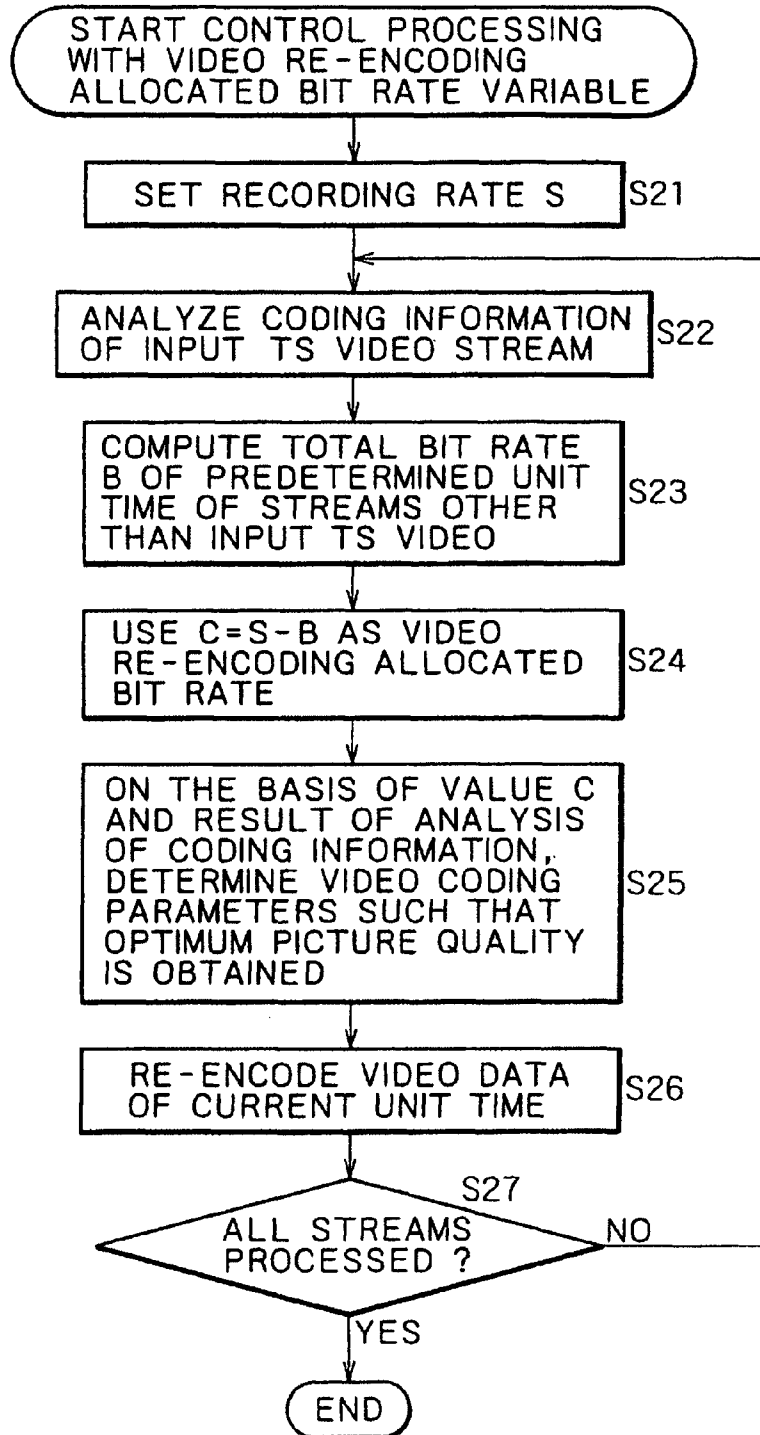 START CONTROL PROCESSING
WITH VIDEO RE-ENCODING
ALLOCATED BIT RATE VARIABLE
SET RECORDING RATE S
S21
ANALYZE CODING INFORMATION
OF INPUT TS VIDEO STREAM
S22
COMPUTE TOTAL BIT RATE
B OF PREDETERMINED UNIT
TIME OF STREAMS OTHER
THAN INPUT TS VIDEO
S23
USE C=S-B AS VIDEO
RE-ENCODING ALLOCATED
BIT RATE
S24
ON THE BASIS OF VALUE C
AND RESULT OF ANALYSIS
OF CODING INFORMATION,
DETERMINE VIDEO CODING
PARAMETERS SUCH THAT
OPTIMUM PICTURE QUALITY
IS OBTAINED
S25
RE-ENCODE VIDEO DATA
OF CURRENT UNIT TIME
S26
S27
ALL STREAMS
PROCESSED ?
NO
YES
END